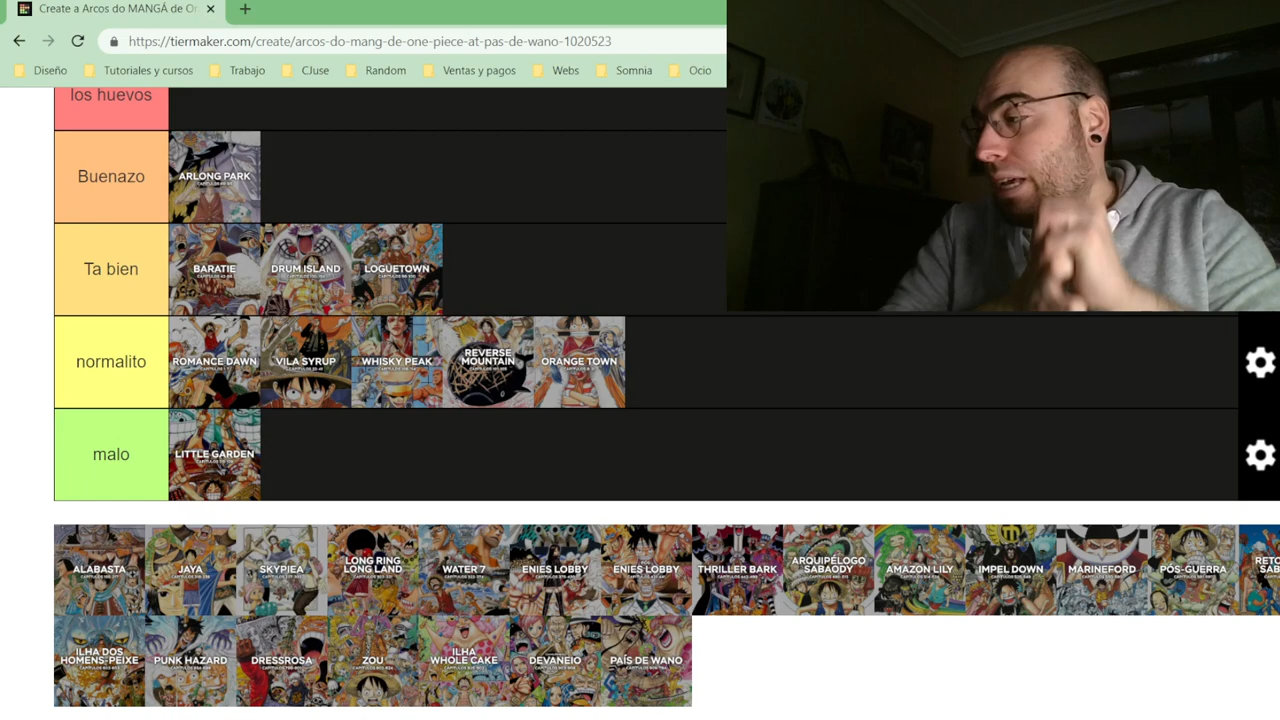 Create a Arcos do MANGÁ de Or
https://tiermaker.com/create/arcos-do-mang-de-one-piece-at-pas-de-wano-1020523
Diseño Tutoriales y cursos Trabajo CJuse Random Ventas y pagos Webs Somnia Ocio
los huevos
Buenazo
ARLONG PARK
Ta bien
BARATIE
DRUM ISLAND
LOGUETOWN
normalito
ROMANCE DAWN
VILA SYRUP
WHISKY PEAK
REVERSE
MOUNTAIN
ORANGE TOWN
malo
LITTLE GARDEN
ALABASTA
JAYA
SKYPIEA
LONG RING
LONG LAND
WATER 7
ENIES LOBBY
ENIES LOBBY
THRILLER BARK
ARQUIPÉLOGO
SABAODY
AMAZON LILY
IMPEL DOWN
MARINEFORD
PÓS-GUERRA
RETO
SAB
ILHA DOS
HOMENS-PEIXE
PUNK HAZARD
DRESSROSA
ZOU
ILHA
WHOLE CAKE
DEVANEIO
PAÍS DE WANO